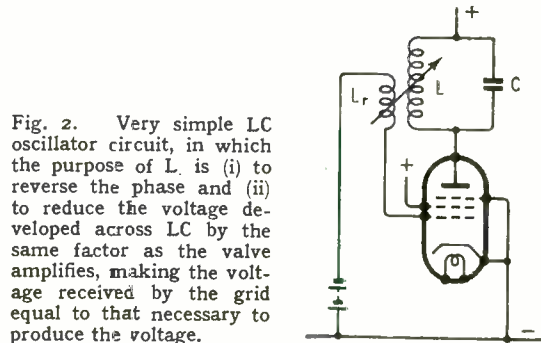 Fig. 2. Very simple LC
oscillator circuit, in which
the purpose of L. is (i) to
reverse the phase and (ii)
to reduce the voltage de-
veloped across LC by the
same factor as the valve
amplifies, making the volt-
age received by the grid
equal to that necessary to
produce the voltage.
+
Lr
L
C
+
−